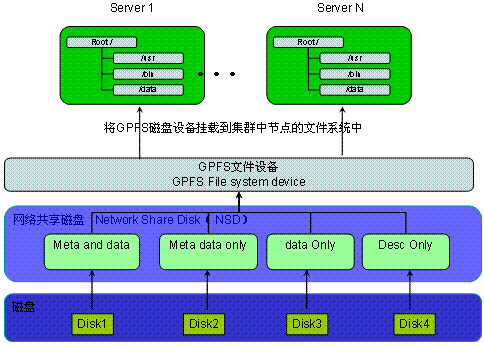 Server 1
Server N
Root /
/usr
/bin
/data
Root /
/usr
/bin
/data
将GPFS磁盘设备挂载到集群中节点的文件系统中
GPFS文件设备
GPFS File system device
网络共享磁盘（Network Share Disk（NSD）
Meta and data
Meta data only
data Only
Desc Only
磁盘
Disk1
Disk2
Disk3
Disk4